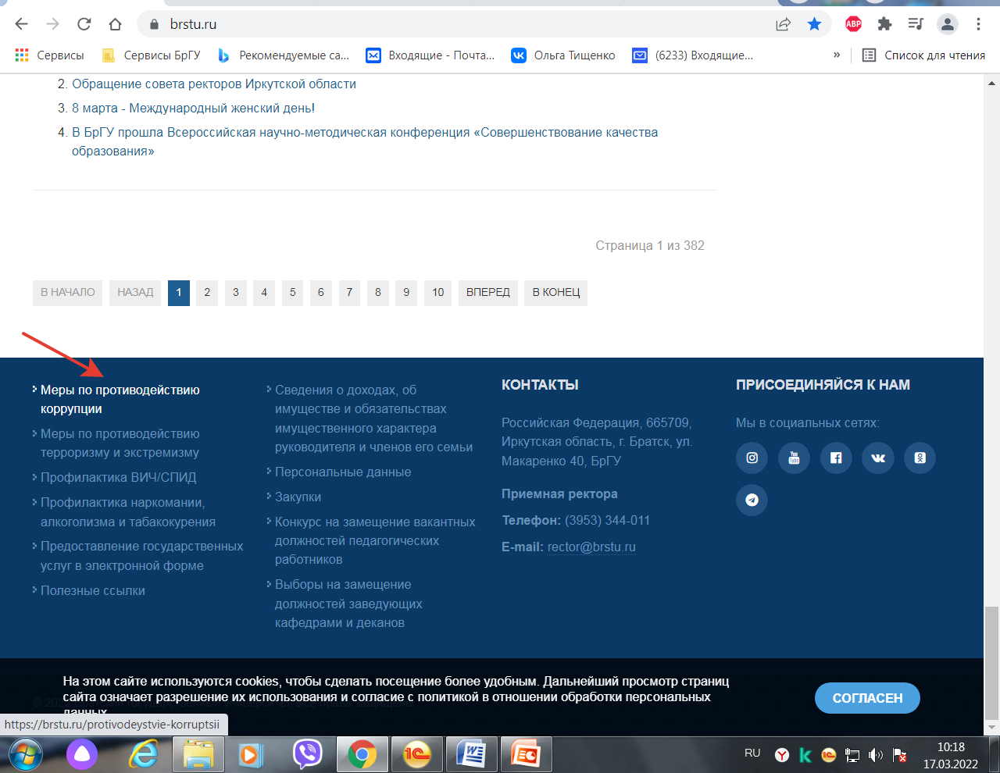 brstu.ru
ABP
Сервисы
Сервисы БрГУ
Рекомендуемые са...
Входящие - Почта...
Ольга Тищенко
(6233) Входящие...
»
Список для чтения
2. Обращение совета ректоров Иркутской области
3. 8 марта - Международный женский день!
4. В БрГУ прошла Всероссийская научно-методическая конференция «Совершенствование качества
образования»
Страница 1 из 382
В НАЧАЛО
НАЗАД
1
2
3
4
5
6
7
8
9
10
ВПЕРЕД
В КОНЕЦ
Меры по противодействию
коррупции
Меры по противодействию
терроризму и экстремизму
Профилактика ВИЧ/СПИД
Профилактика наркомании,
алкоголизма и табакокурения
Предоставление государственных
услуг в электронной форме
Полезные ссылки
Сведения о доходах, об
имуществе и обязательствах
имущественного характера
руководителя и членов его семьи
Персональные данные
Закупки
Конкурс на замещение вакантных
должностей педагогических
работников
Выборы на замещение
должностей заведующих
кафедрами и деканов
КОНТАКТЫ
Российская Федерация, 665709,
Иркутская область, г. Братск, ул.
Макаренко 40, БрГУ
Приемная ректора
Телефон: (3953) 344-011
E-mail: rector@brstu.ru
ПРИСОЕДИНЯЙСЯ К НАМ
Мы в социальных сетях:
You Tube
На этом сайте используются cookies, чтобы сделать посещение более удобным. Дальнейший просмотр страниц
сайта означает разрешение их использования и согласие с политикой в отношении обработки персональных
данных
СОГЛАСЕН
https://brstu.ru/protivodeystvie-korruptsii
RU
10:18
17.03.2022